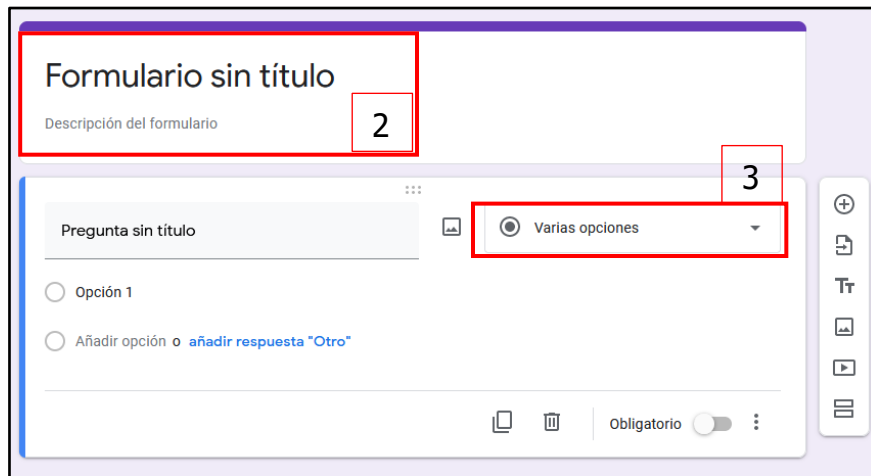 Formulario sin título
Descripción del formulario
2
3
Pregunta sin título
Varias opciones
Opción 1
Añadir opción o añadir respuesta "Otro"
Obligatorio
Tт